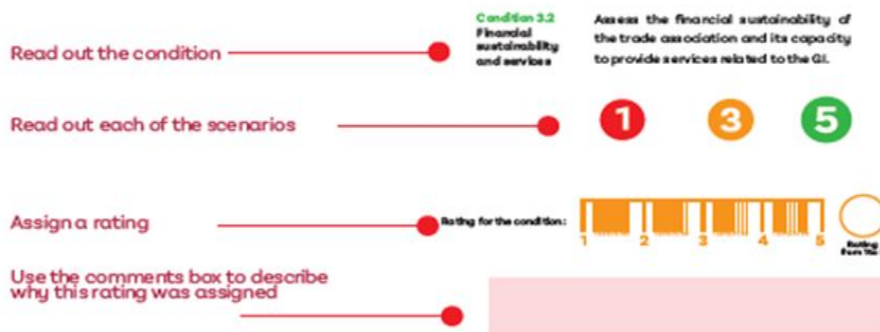 Condition 3.2
Financial
sustainability
and services
Assess the financial sustainability of
the trade association and its capacity
to provide services related to the GI.
Read out the condition
Read out each of the scenarios
1 3 5
Assign a rating
Rating for the condition:
1 2 3 4 5
Rating
Use the comments box to describe
why this rating was assigned